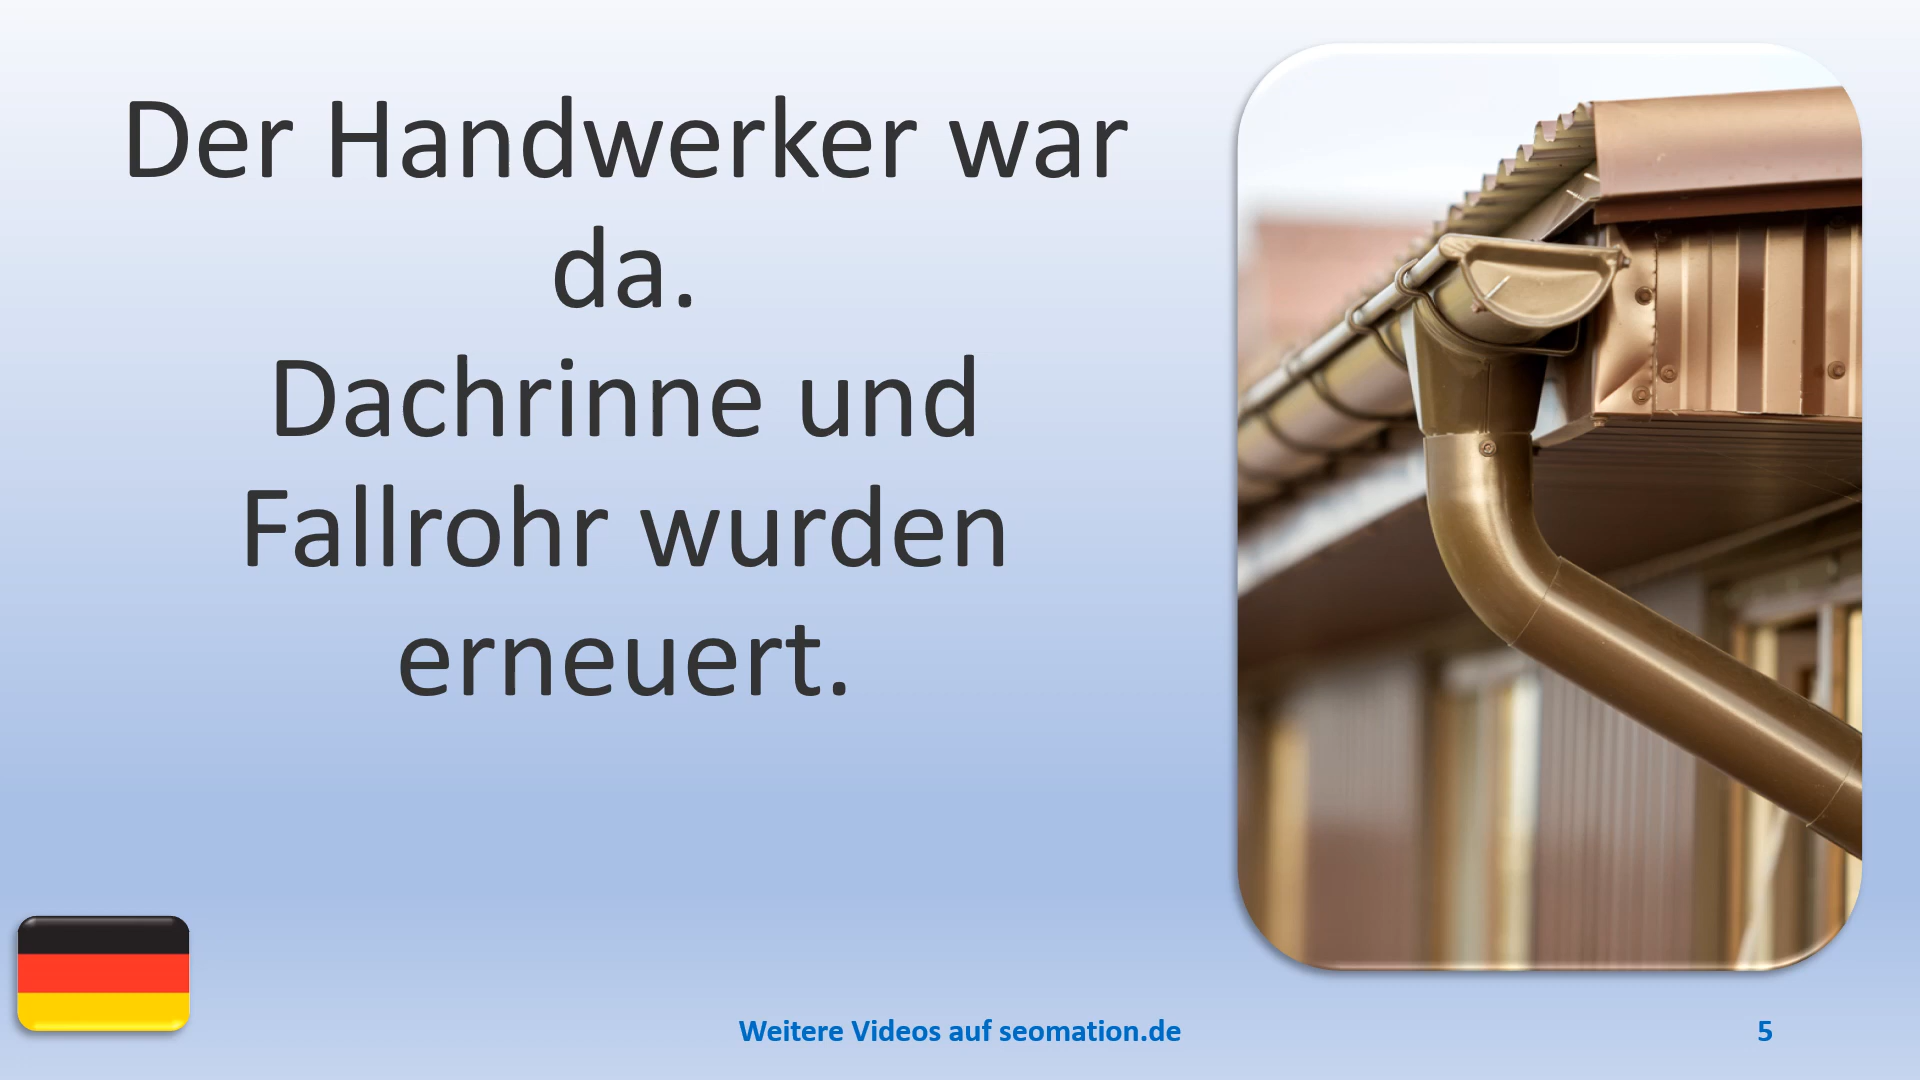 Der Handwerker war
da.
Dachrinne und
Fallrohr wurden
erneuert.
Weitere Videos auf seomation.de
5